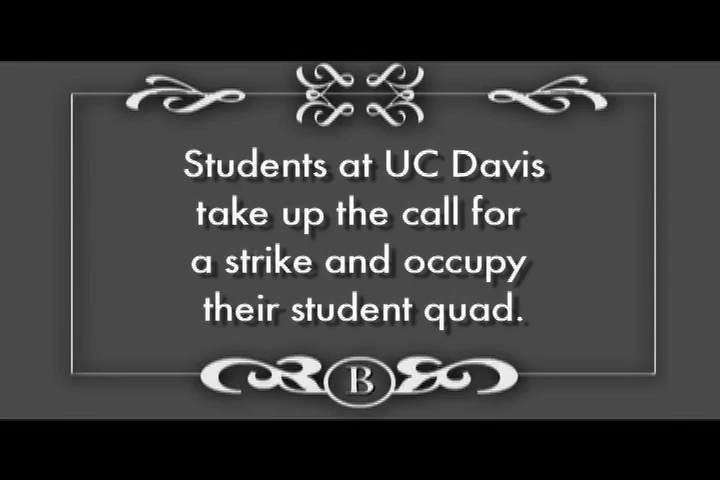 Students at UC Davis
take up the call for
a strike and occupy
their student quad.
B